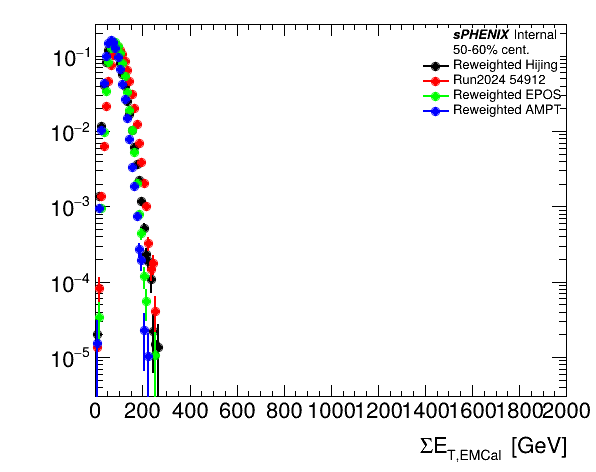 sPHENIX Internal
50-60% cent.
Reweighted Hijing
Run2024 54912
Reweighted EPOS
Reweighted AMPT
10−1
10−2
10−3
10−4
10−5
0 200 400 600 800 1000 1200 1400 1600 1800 2000
ΣE_T,EMCal [GeV]